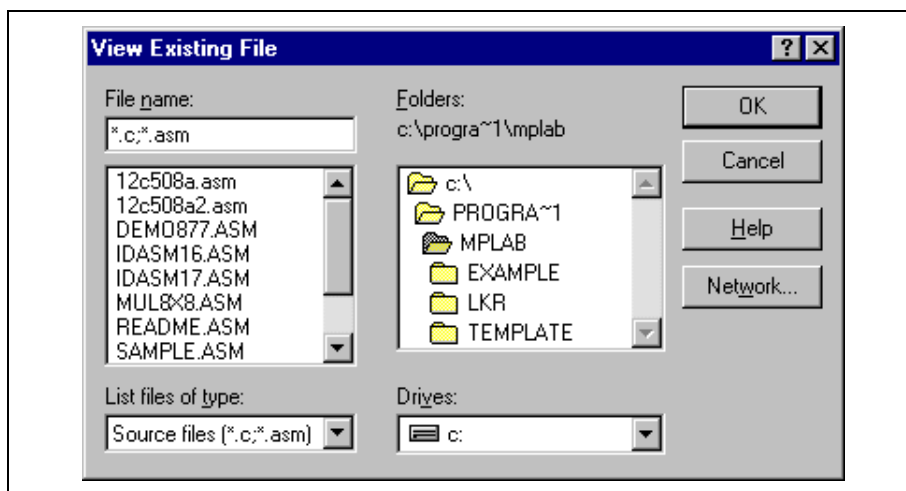 View Existing File
File name:
*.c;*.asm
12c508a.asm
12c508a2.asm
DEMO877.ASM
IDASM16.ASM
IDASM17.ASM
MUL8X8.ASM
README.ASM
SAMPLE.ASM
List files of type:
Source files (*.c;*.asm)
Folders:
c:\progra~1\mplab
c:\
PROGRA~1
MPLAB
EXAMPLE
LKR
TEMPLATE
Drives:
c:
OK
Cancel
Help
Network...